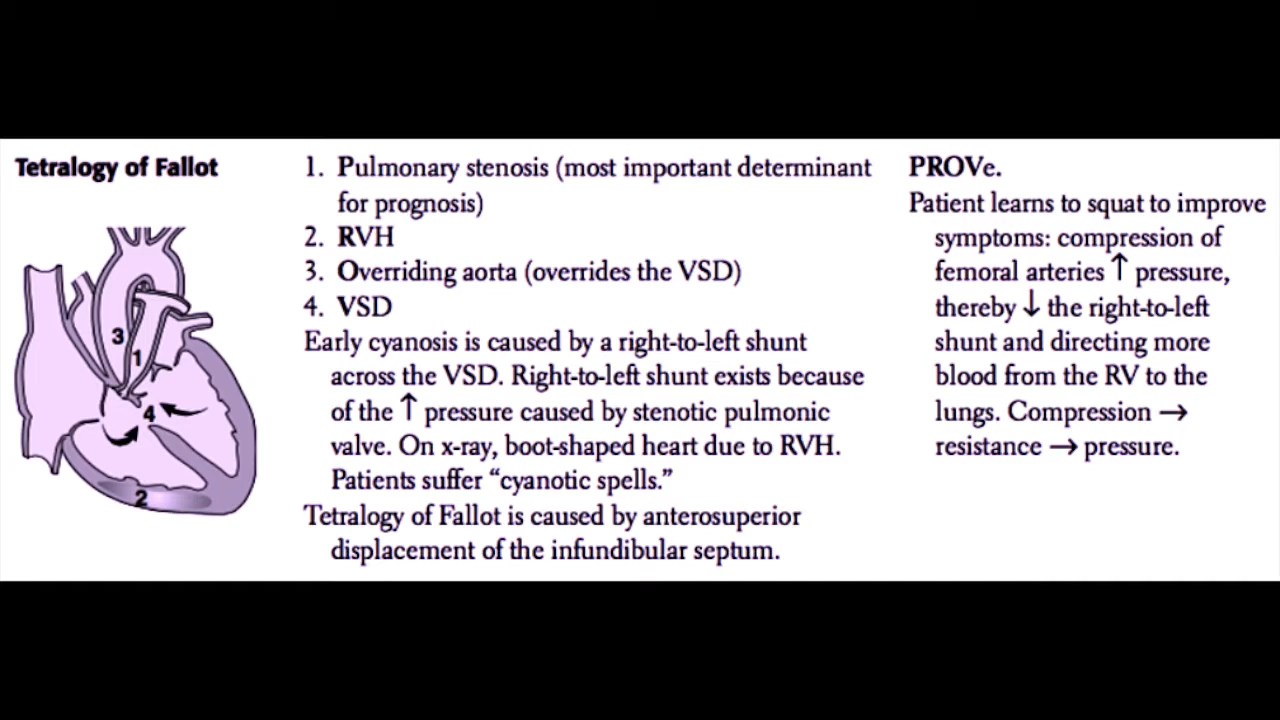 Tetralogy of Fallot
3
1
4
2
1. Pulmonary stenosis (most important determinant
for prognosis)
2. RVH
3. Overriding aorta (overrides the VSD)
4. VSD
Early cyanosis is caused by a right-to-left shunt
across the VSD. Right-to-left shunt exists because
of the ↑ pressure caused by stenotic pulmonic
valve. On x-ray, boot-shaped heart due to RVH.
Patients suffer “cyanotic spells.”
Tetralogy of Fallot is caused by anterosuperior
displacement of the infundibular septum.
PROVe.
Patient learns to squat to improve
symptoms: compression of
femoral arteries ↑ pressure,
thereby ↓ the right-to-left
shunt and directing more
blood from the RV to the
lungs. Compression →
resistance → pressure.